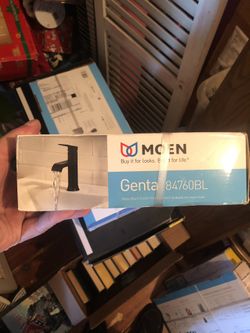 MOEN
Buy it for looks. Buy it for life.®
Genta 84760BL